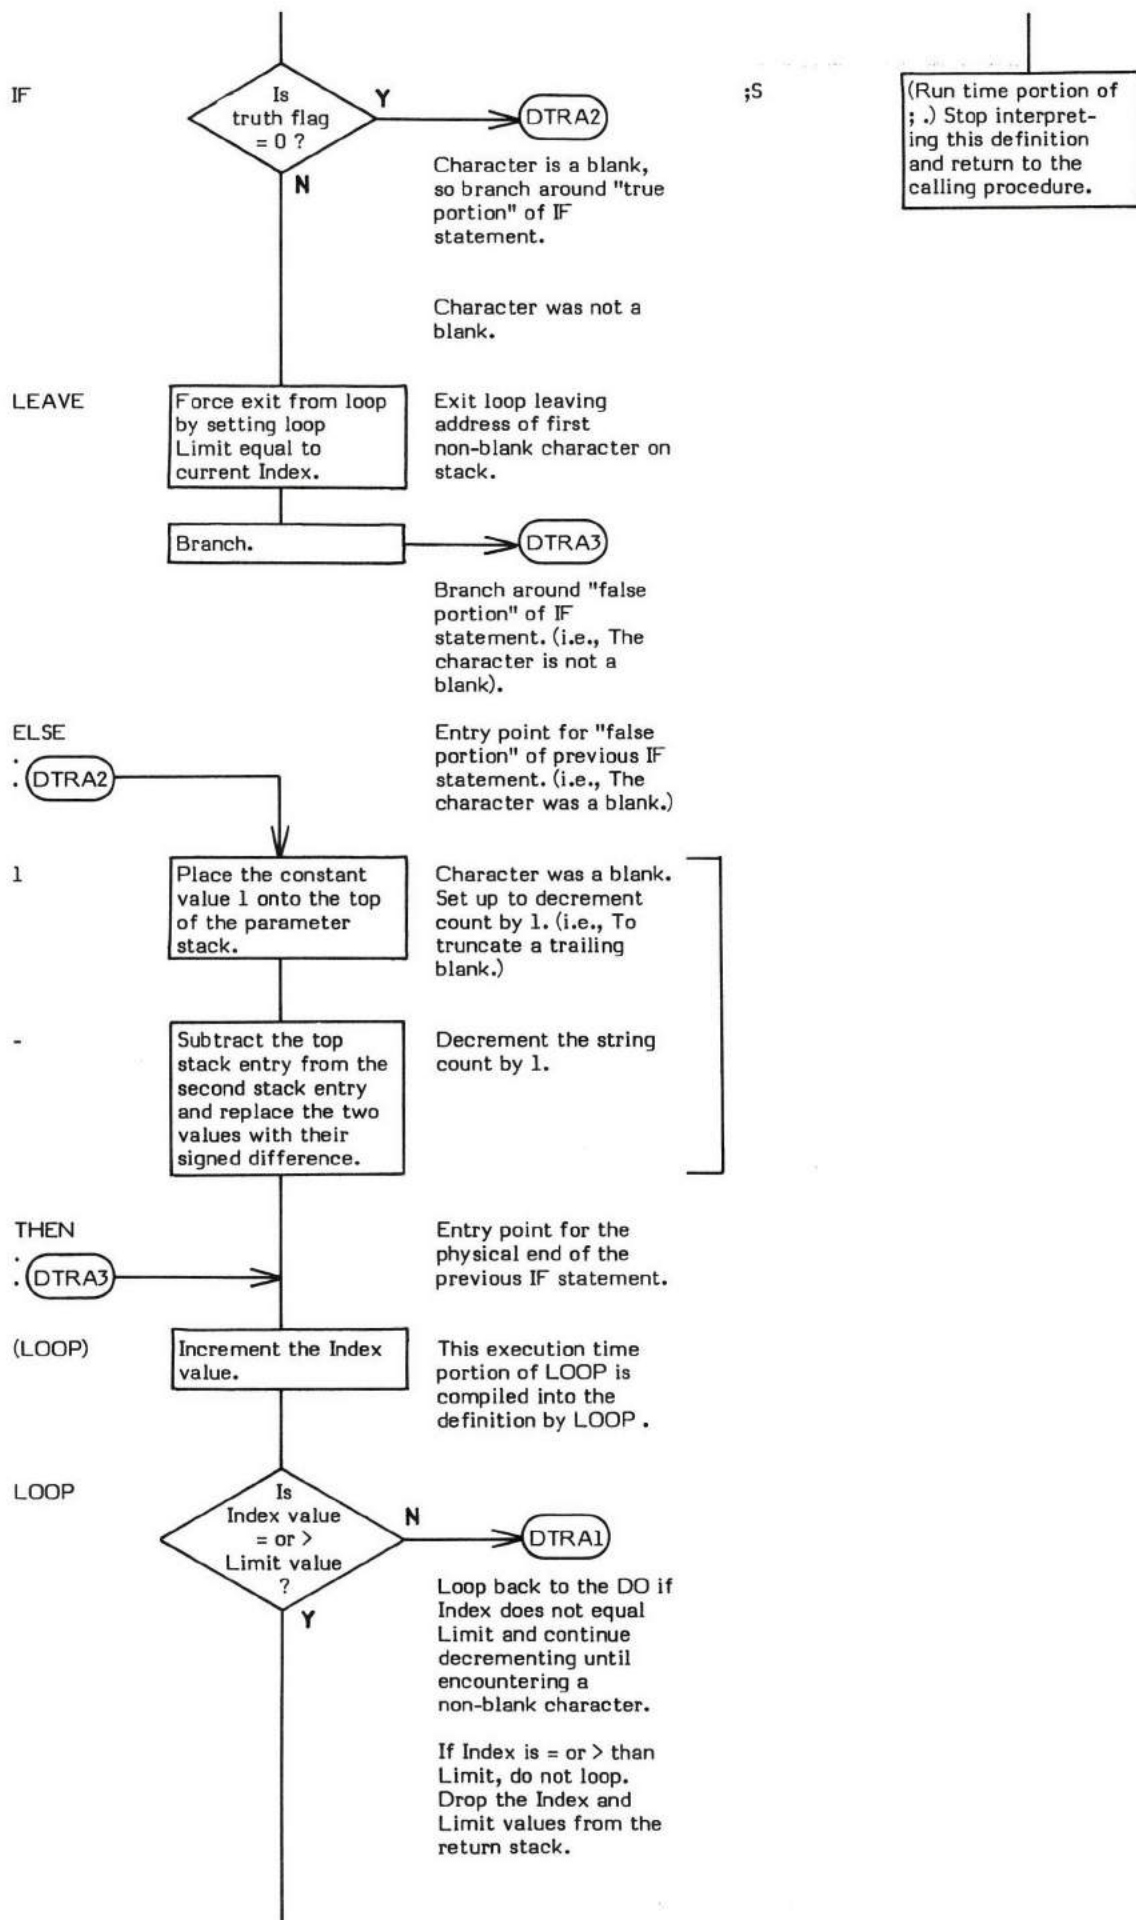 IF
Is
truth flag
= 0 ?
Y
N
DTRA2
Character is a blank,
so branch around "true
portion" of IF
statement.
Character was not a
blank.
LEAVE
Force exit from loop
by setting loop
Limit equal to
current Index.
Exit loop leaving
address of first
non-blank character on
stack.
Branch.
DTRA3
Branch around "false
portion" of IF
statement. (i.e., The
character is not a
blank).
ELSE
: DTRA2
Entry point for "false
portion" of previous IF
statement. (i.e., The
character was a blank.)
1
Place the constant
value 1 onto the top
of the parameter
stack.
Character was a blank.
Set up to decrement
count by 1. (i.e., To
truncate a trailing
blank.)
-
Subtract the top
stack entry from the
second stack entry
and replace the two
values with their
signed difference.
Decrement the string
count by 1.
THEN
: DTRA3
Entry point for the
physical end of the
previous IF statement.
(LOOP)
Increment the Index
value.
This execution time
portion of LOOP is
compiled into the
definition by LOOP .
LOOP
Is
Index value
= or >
Limit value
?
N
Y
DTRA1
Loop back to the DO if
Index does not equal
Limit and continue
decrementing until
encountering a
non-blank character.
If Index is = or > than
Limit, do not loop.
Drop the Index and
Limit values from the
return stack.
;S
(Run time portion of
; .) Stop interpret-
ing this definition
and return to the
calling procedure.